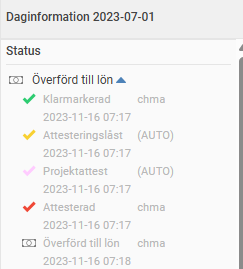 Daginformation 2023-07-01
Status
Överförd till lön
Klarmarkerad chma
2023-11-16 07:17
Attesteringslåst (AUTO)
2023-11-16 07:17
Projektattest (AUTO)
2023-11-16 07:17
Attesterad chma
2023-11-16 07:17
Överförd till lön chma
2023-11-16 07:18